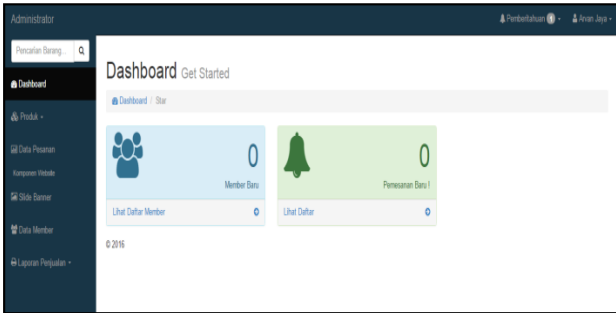 Administrator
Pemberitahuan 1
Arvan Jaya
Pencarian Barang...
Dashboard
Produk
Data Pesanan
Komponen Website
Slide Banner
Data Member
Laporan Penjualan
Dashboard Get Started
Dashboard / Star
0
Member Baru
Lihat Daftar Member
0
Pemesanan Baru !
Lihat Daftar
© 2016